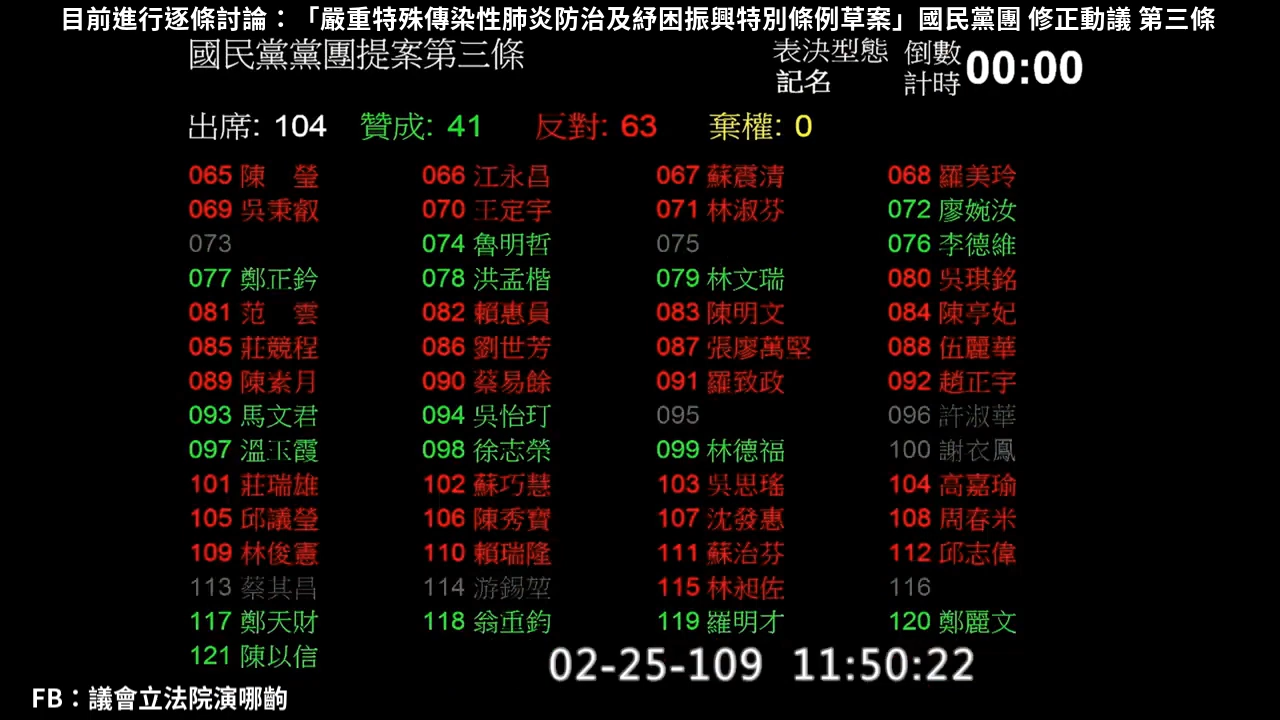 目前進行逐條討論：「嚴重特殊傳染性肺炎防治及紓困振興特別條例草案」國民黨團 修正動議 第三條
國民黨黨團提案第三條 表決型態 記名 倒數計時 00:00
出席: 104 贊成: 41 反對: 63 棄權: 0
065 陳 瑩 066 江永昌 067 蘇震清 068 羅美玲
069 吳秉叡 070 王定宇 071 林淑芬 072 廖婉汝
073 074 魯明哲 075 076 李德維
077 鄭正鈐 078 洪孟楷 079 林文瑞 080 吳琪銘
081 范 雲 082 賴惠員 083 陳明文 084 陳亭妃
085 莊競程 086 劉世芳 087 張廖萬堅 088 伍麗華
089 陳素月 090 蔡易餘 091 羅致政 092 趙正宇
093 馬文君 094 吳怡玎 095 096 許淑華
097 溫玉霞 098 徐志榮 099 林德福 100 謝衣鳳
101 莊瑞雄 102 蘇巧慧 103 吳思瑤 104 高嘉瑜
105 邱議瑩 106 陳秀寶 107 沈發惠 108 周春米
109 林俊憲 110 賴瑞隆 111 蘇治芬 112 邱志偉
113 蔡其昌 114 游錫堃 115 林昶佐 116
117 鄭天財 118 翁重鈞 119 羅明才 120 鄭麗文
121 陳以信
02-25-109 11:50:22
FB：議會立法院演哪齣